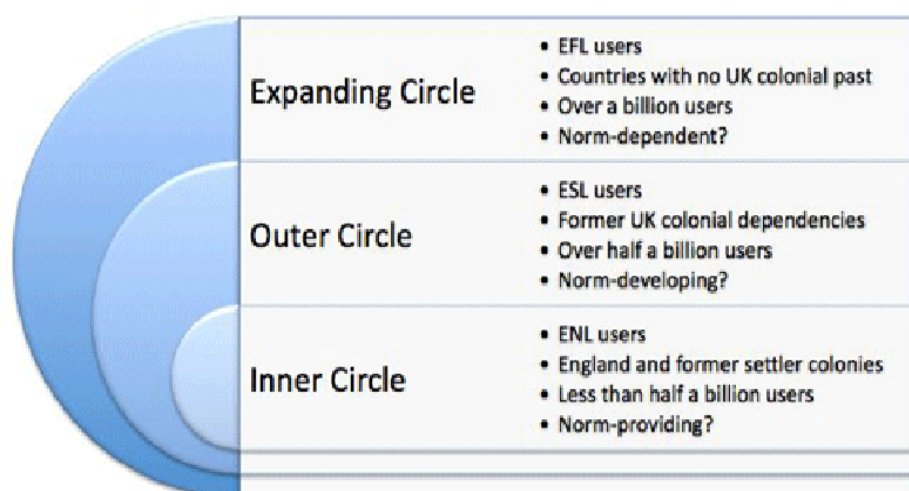 Expanding Circle
• EFL users
• Countries with no UK colonial past
• Over a billion users
• Norm-dependent?
Outer Circle
• ESL users
• Former UK colonial dependencies
• Over half a billion users
• Norm-developing?
Inner Circle
• ENL users
• England and former settler colonies
• Less than half a billion users
• Norm-providing?